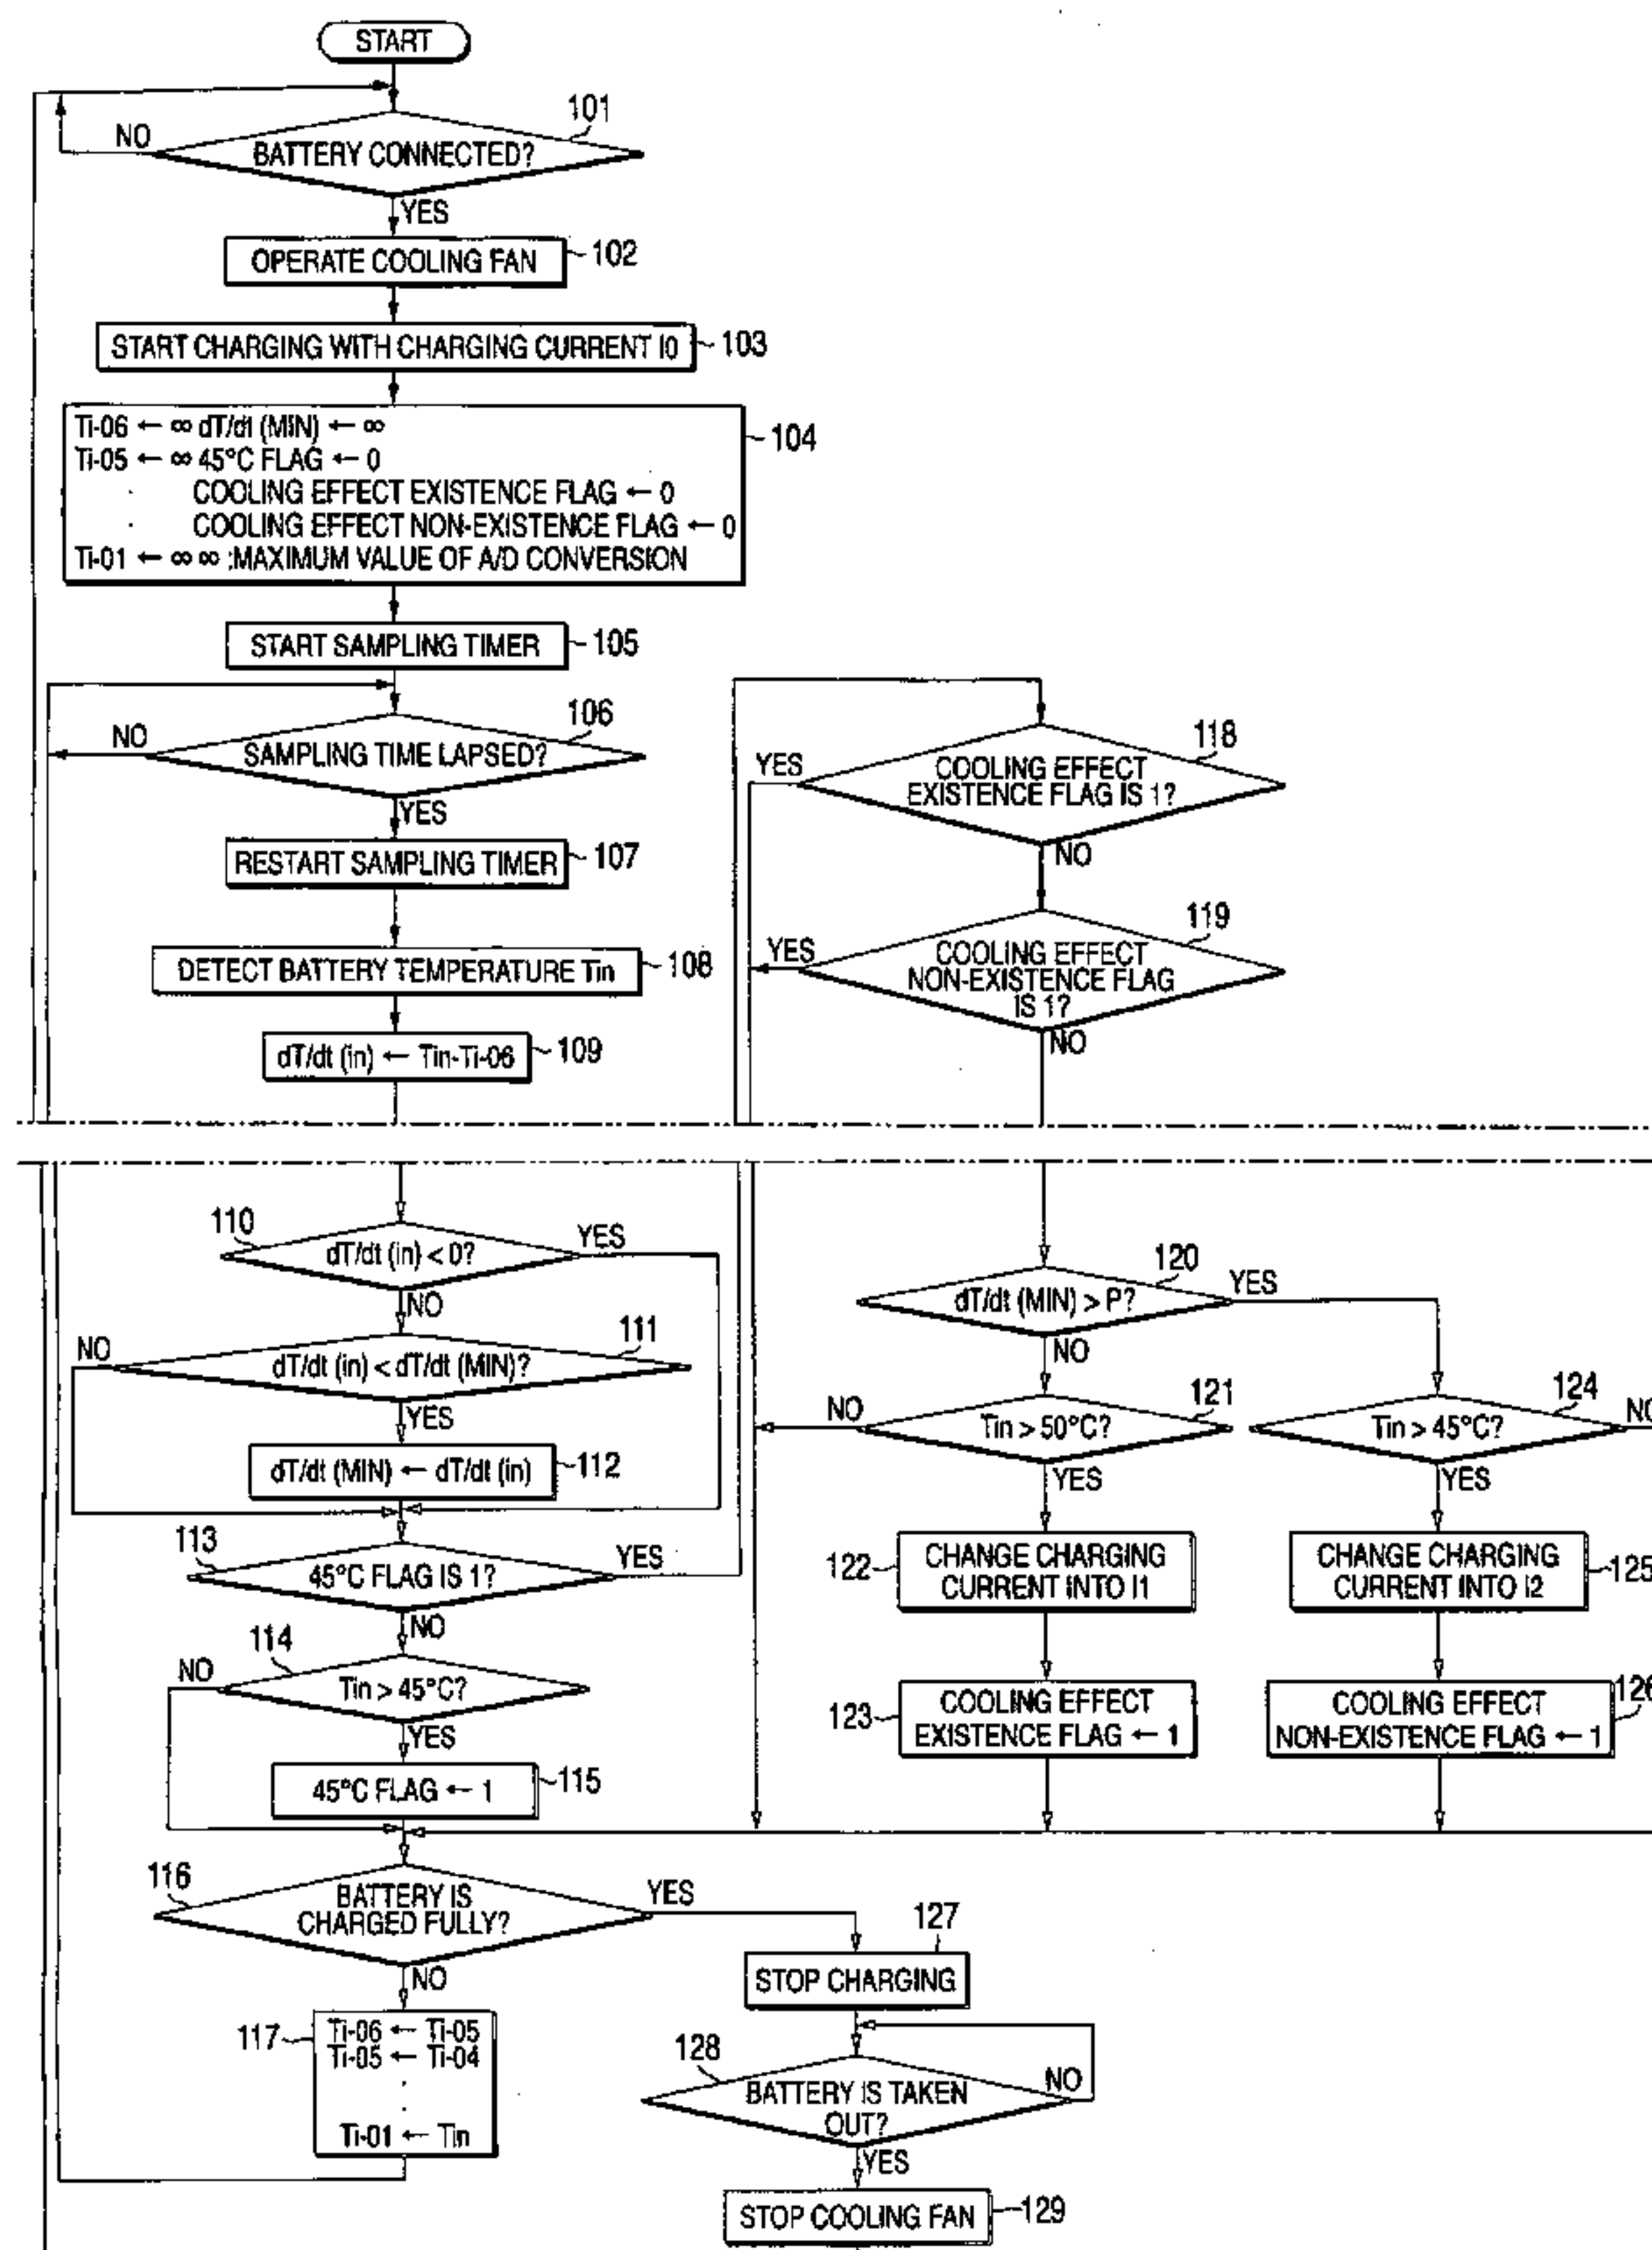 START
101
NO
BATTERY CONNECTED?
YES
OPERATE COOLING FAN
102
START CHARGING WITH CHARGING CURRENT I0
103
Ti-06 ← ∞ dT/dt (MIN) ← ∞
Ti-05 ← ∞ 45°C FLAG ← 0
COOLING EFFECT EXISTENCE FLAG ← 0
COOLING EFFECT NON-EXISTENCE FLAG ← 0
Ti-01 ← ∞ ∞ :MAXIMUM VALUE OF A/D CONVERSION
104
START SAMPLING TIMER
105
106
NO
SAMPLING TIME LAPSED?
YES
RESTART SAMPLING TIMER
107
DETECT BATTERY TEMPERATURE Tin
108
dT/dt (in) ← Tin-Ti-06
109
118
YES
COOLING EFFECT
EXISTENCE FLAG IS 1?
NO
119
YES
COOLING EFFECT
NON-EXISTENCE FLAG
IS 1?
NO
110
dT/dt (in) < 0?
YES
NO
111
NO
dT/dt (in) < dT/dt (MIN)?
YES
dT/dt (MIN) ← dT/dt (in)
112
113
45°C FLAG IS 1?
YES
NO
114
NO
Tin > 45°C?
YES
45°C FLAG ← 1
115
116
BATTERY IS
CHARGED FULLY?
YES
NO
117
Ti-06 ← Ti-05
Ti-05 ← Ti-04
Ti-01 ← Tin
120
dT/dt (MIN) > P?
YES
NO
121
NO
Tin > 50°C?
YES
122
CHANGE CHARGING
CURRENT INTO I1
123
COOLING EFFECT
EXISTENCE FLAG ← 1
124
Tin > 45°C?
NO
YES
CHANGE CHARGING
CURRENT INTO I2
125
COOLING EFFECT
NON-EXISTENCE FLAG ← 1
126
127
STOP CHARGING
128
BATTERY IS TAKEN
OUT?
NO
YES
STOP COOLING FAN
129